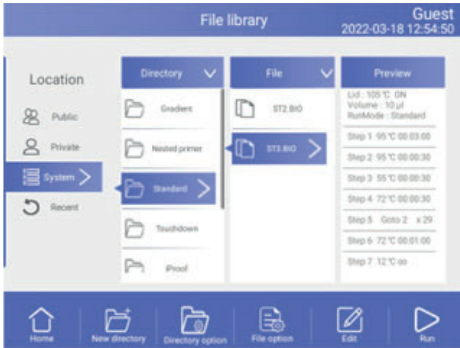 File library
Guest
2022-03-18 12:54:50
Location
Public
Private
System
Recent
Directory
Gradient
Nested primer
Standard
Touchdown
iProof
File
ST2.BIO
ST3.BIO
Preview
Lid : 105 ℃ ON
Volume : 10 µl
RunMode : Standard
Step 1 95 ℃ 00:03:00
Step 2 95 ℃ 00:00:30
Step 3 55 ℃ 00:00:30
Step 4 72 ℃ 00:00:30
Step 5 Goto 2 x 29
Step 6 72 ℃ 00:01:00
Step 7 12 ℃ ∞
Home
New directory
Directory option
File option
Edit
Run